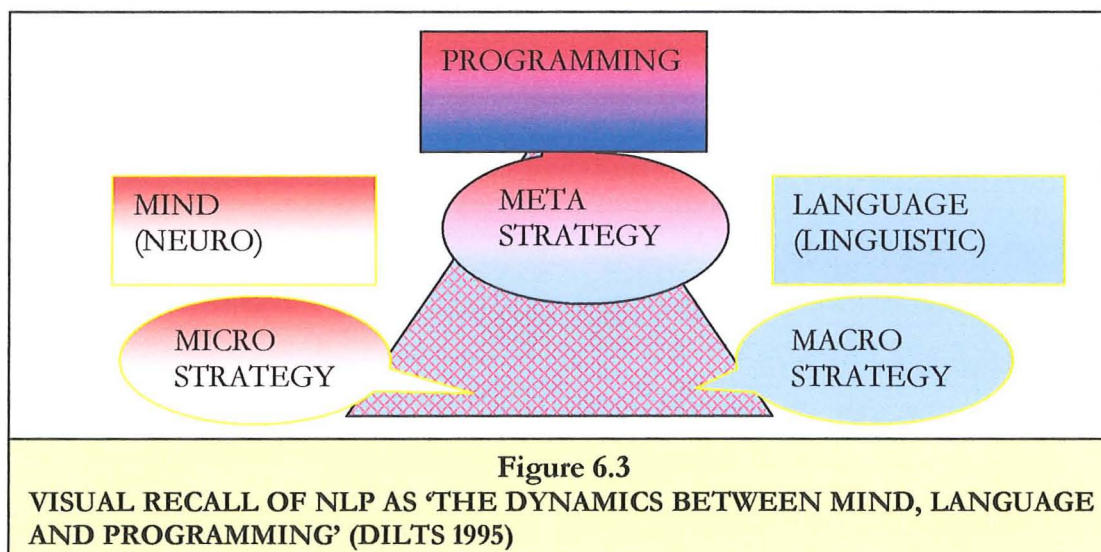 PROGRAMMING
MIND
(NEURO)
META
STRATEGY
LANGUAGE
(LINGUISTIC)
MICRO
STRATEGY
MACRO
STRATEGY
Figure 6.3
VISUAL RECALL OF NLP AS ‘THE DYNAMICS BETWEEN MIND, LANGUAGE
AND PROGRAMMING’ (DILTS 1995)